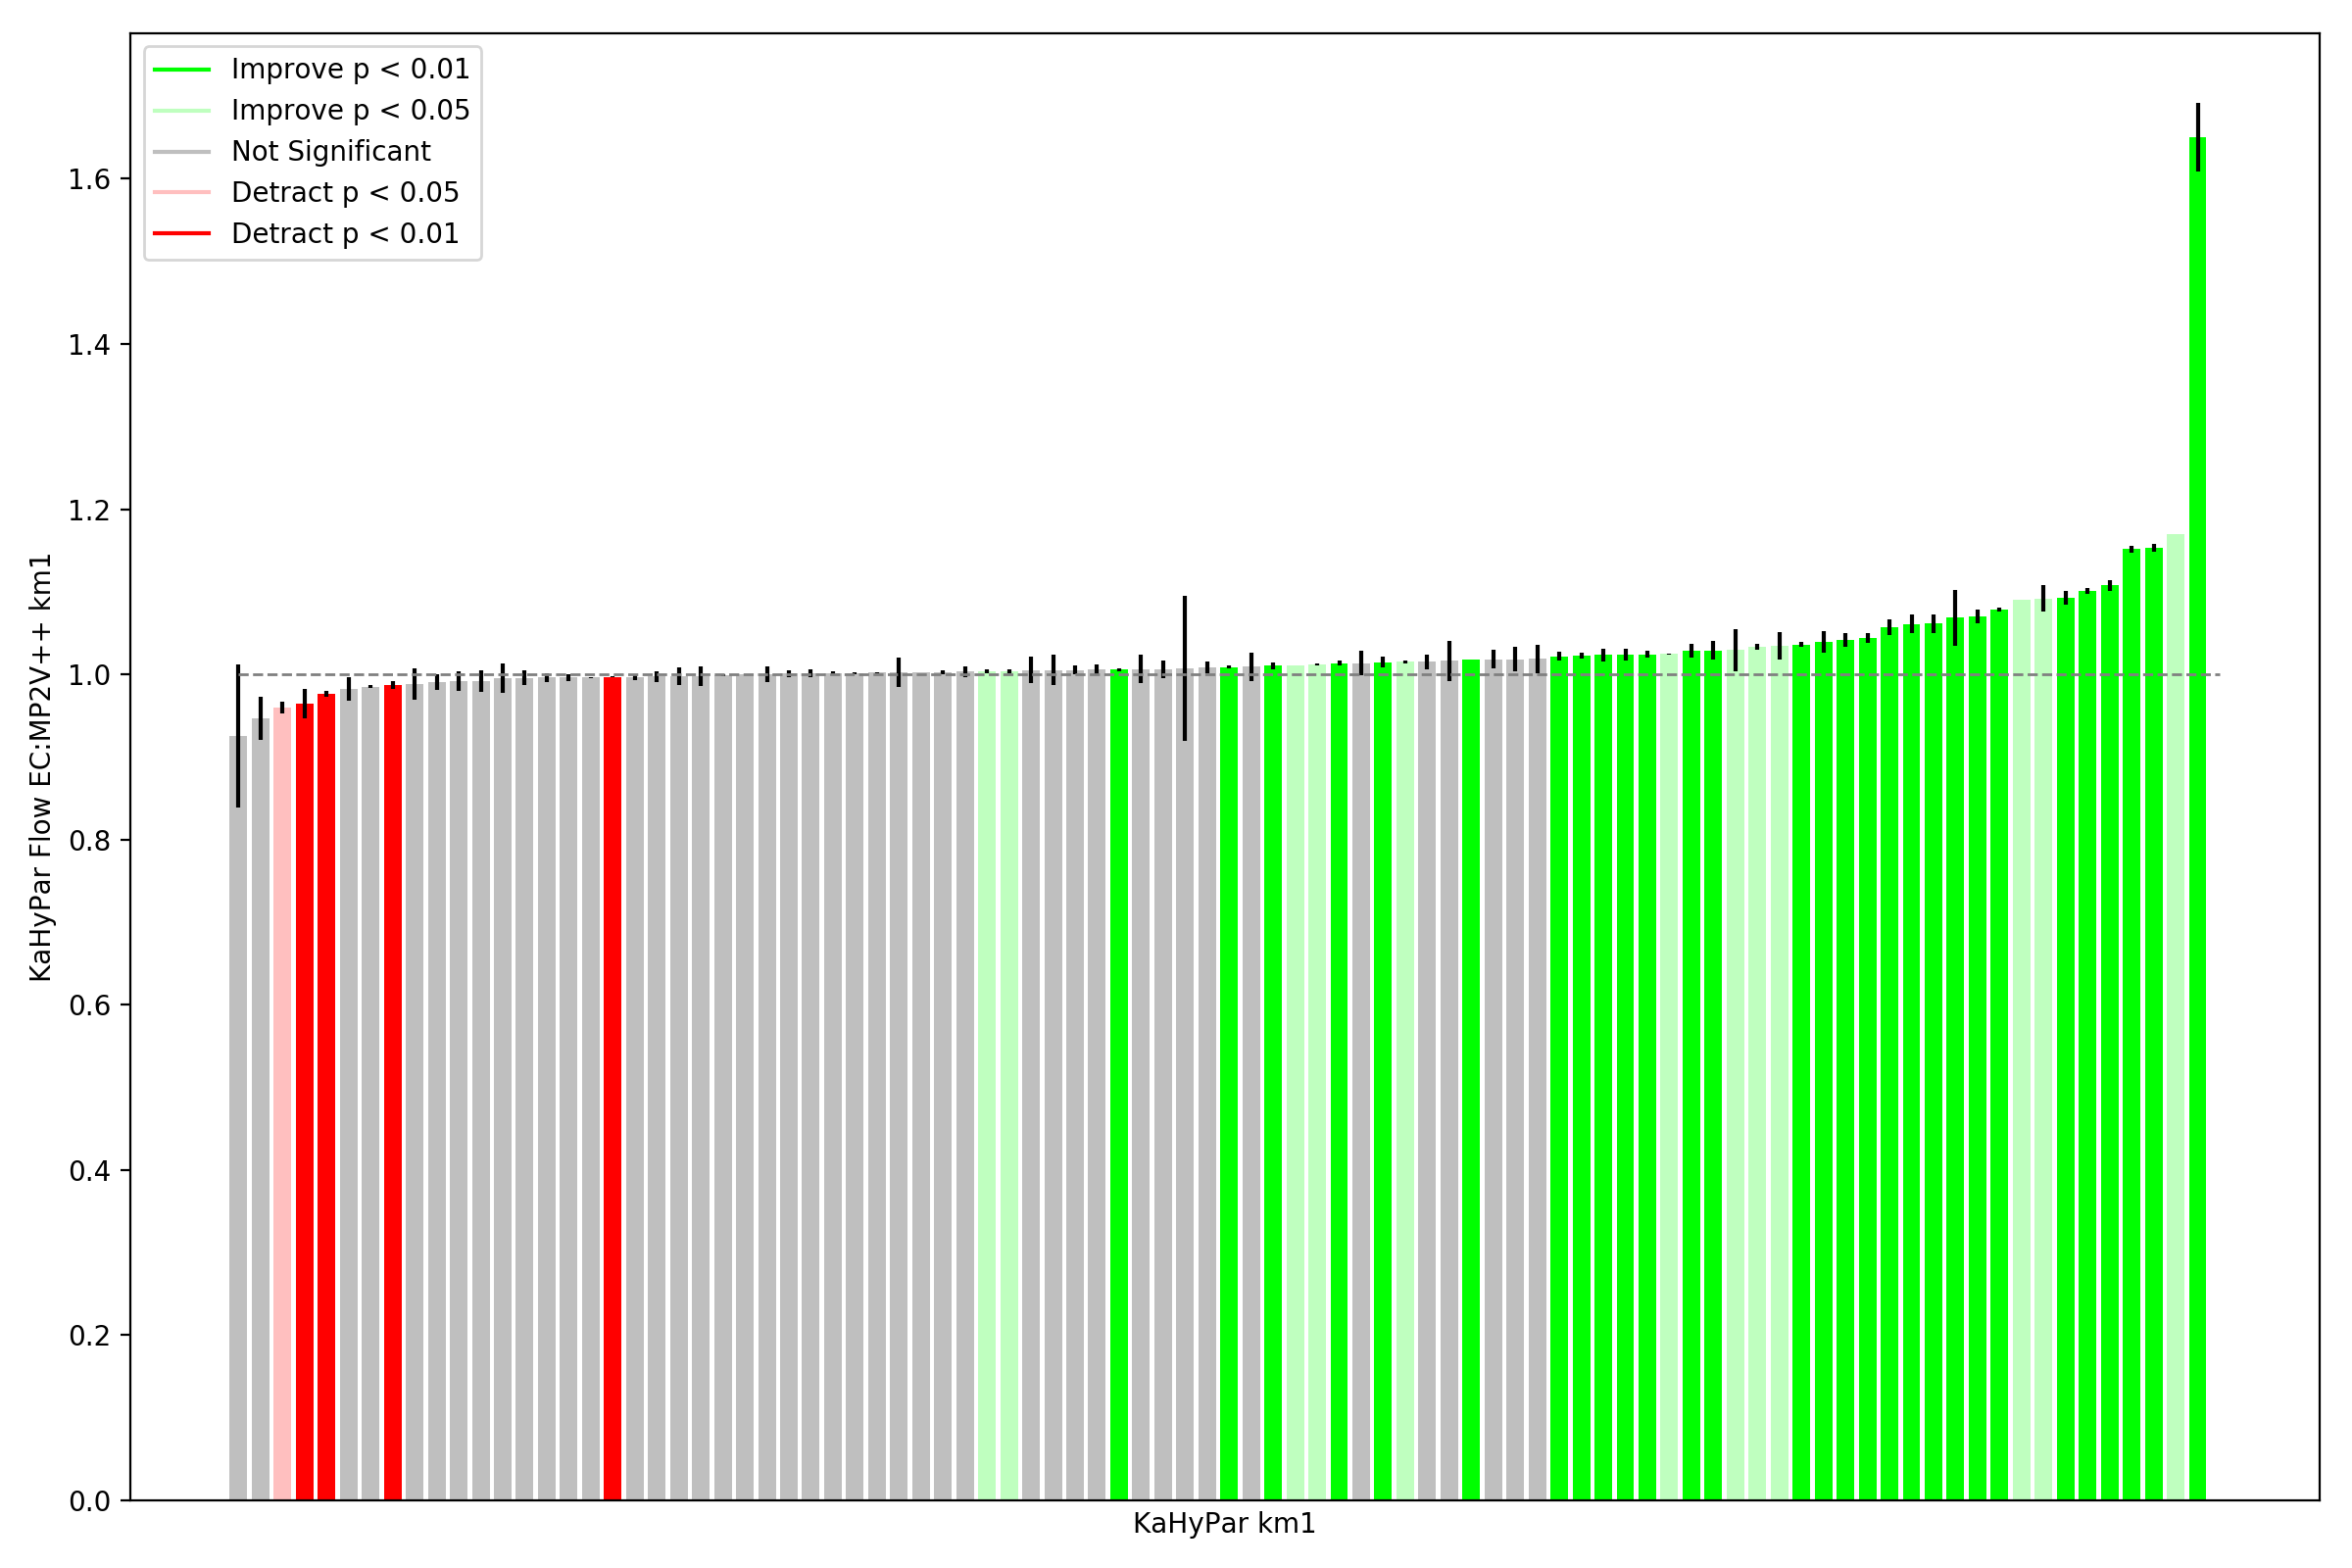 Improve p < 0.01
Improve p < 0.05
Not Significant
Detract p < 0.05
Detract p < 0.01
KaHyPar Flow EC:MP2V++ km1
1.6
1.4
1.2
1.0
0.8
0.6
0.4
0.2
0.0
KaHyPar km1